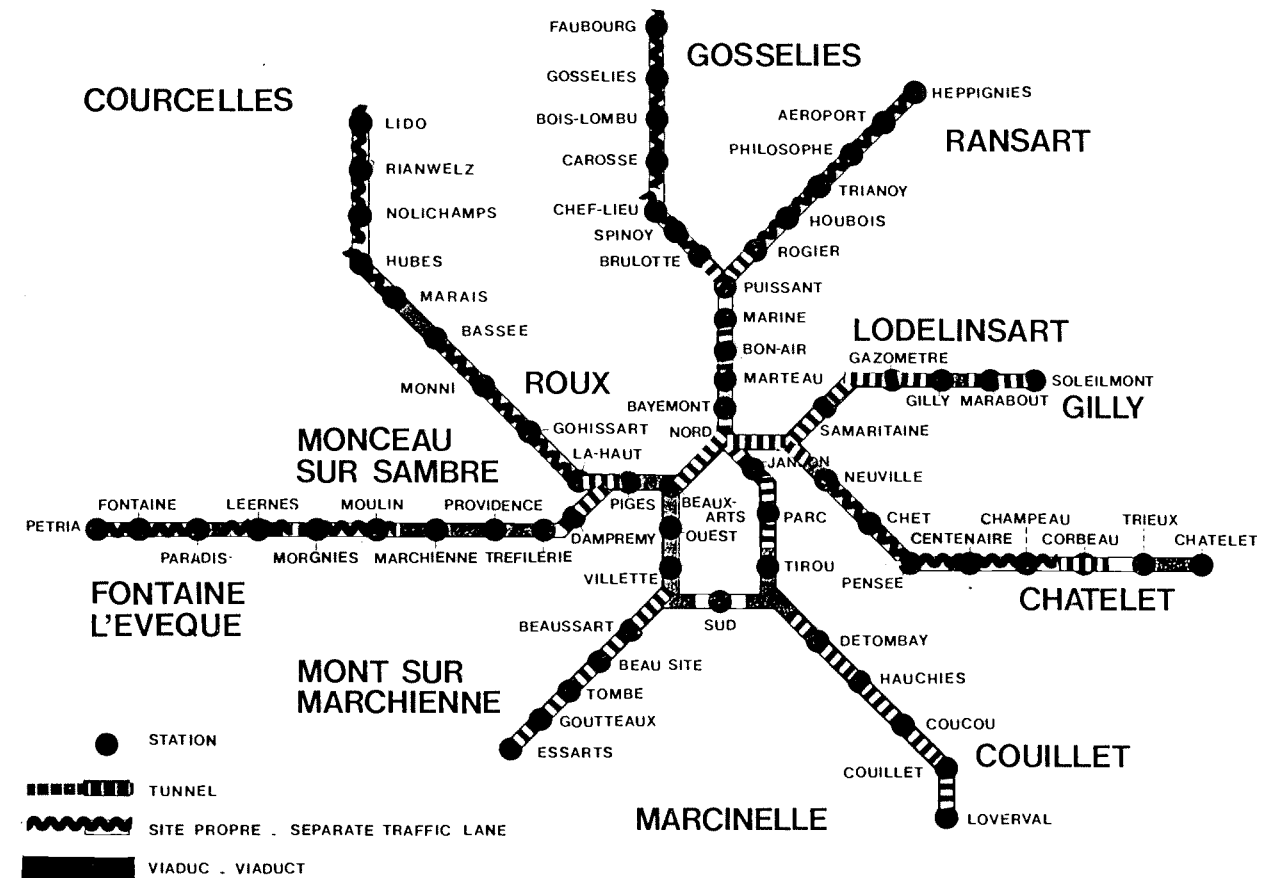 FAUBOURG
GOSSELIES
GOSSELIES
COURCELLES
HEPPIGNIES
AEROPORT
BOIS-LOMBU
LIDO
RANSART
PHILOSOPHE
CAROSSE
RIANWELZ
TRIANOY
NOLICHAMPS
CHEF-LIEU
HOUBOIS
SPINOY
ROGIER
BRULOTTE
HUBES
PUISSANT
MARAIS
MARINE
BASSEE
LODELINSART
BON-AIR
GAZOMETRE
MARTEAU
SOLEILMONT
MONNI
ROUX
GILLY MARABOUT
GILLY
BAYEMONT
GOHISSART
NORD
SAMARITAINE
MONCEAU
SUR SAMBRE
LA-HAUT
JANSON
NEUVILLE
FONTAINE
LEERNES
MOULIN
PROVIDENCE
PIGES
BEAUX-
ARTS
PARC
CHET
CHAMPEAU
TRIEUX
PETRIA
DAMPREMY
OUEST
CENTENAIRE
CORBEAU
CHATELET
PARADIS
MORGNIES
MARCHIENNE
TREFILERIE
VILLETTE
TIROU
PENSEE
FONTAINE
L'EVEQUE
CHATELET
BEAUSSART
SUD
DETOMBAY
MONT SUR
MARCHIENNE
BEAU SITE
HAUCHIES
TOMBE
GOUTTEAUX
COUCOU
ESSARTS
COUILLET
COUILLET
STATION
TUNNEL
MARCINELLE
LOVERVAL
SITE PROPRE - SEPARATE TRAFFIC LANE
VIADUC - VIADUCT